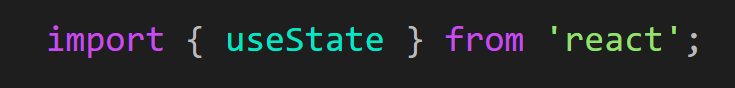 import { useState } from 'react';